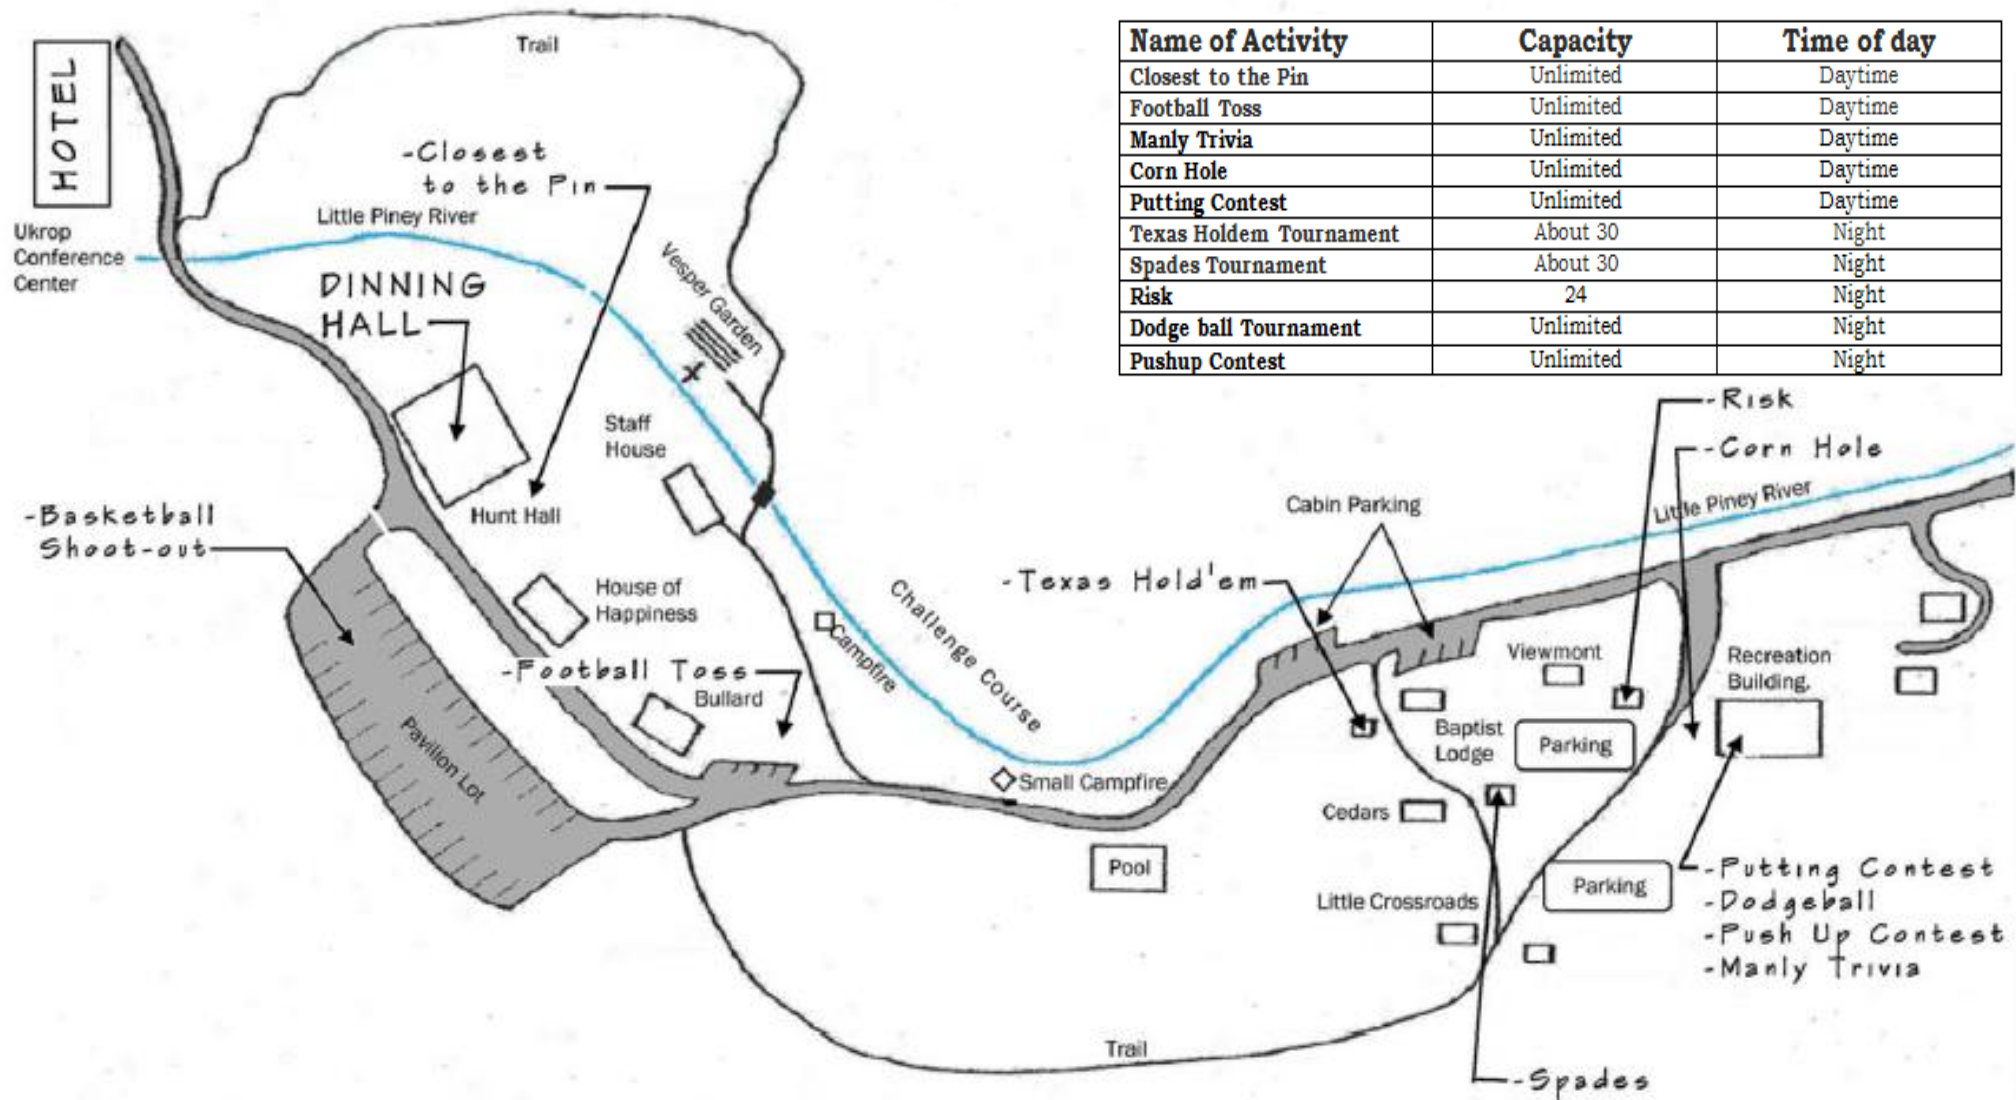 Name of Activity Capacity Time of day
Closest to the Pin Unlimited Daytime
Football Toss Unlimited Daytime
Manly Trivia Unlimited Daytime
Corn Hole Unlimited Daytime
Putting Contest Unlimited Daytime
Texas Holdem Tournament About 30 Night
Spades Tournament About 30 Night
Risk 24 Night
Dodge ball Tournament Unlimited Night
Pushup Contest Unlimited Night
HOTEL
Trail
-Closest
to the Pin
Ukrop
Conference
Center
Little Piney River
DINNING
HALL
Vesper Garden
Staff
House
Hunt Hall
-Basketball
Shoot-out
House of
Happiness
-Football Toss
Bullard
Campfire
Challenge Course
Pavilion Lot
Small Campfire
Pool
-Risk
-Corn Hole
Little Piney River
Cabin Parking
-Texas Hold'em
Viewmont
Recreation
Building.
Baptist
Lodge
Parking
Cedars
Little Crossroads
Parking
-Putting Contest
-Dodgeball
-Push Up Contest
-Manly Trivia
Trail
-Spades